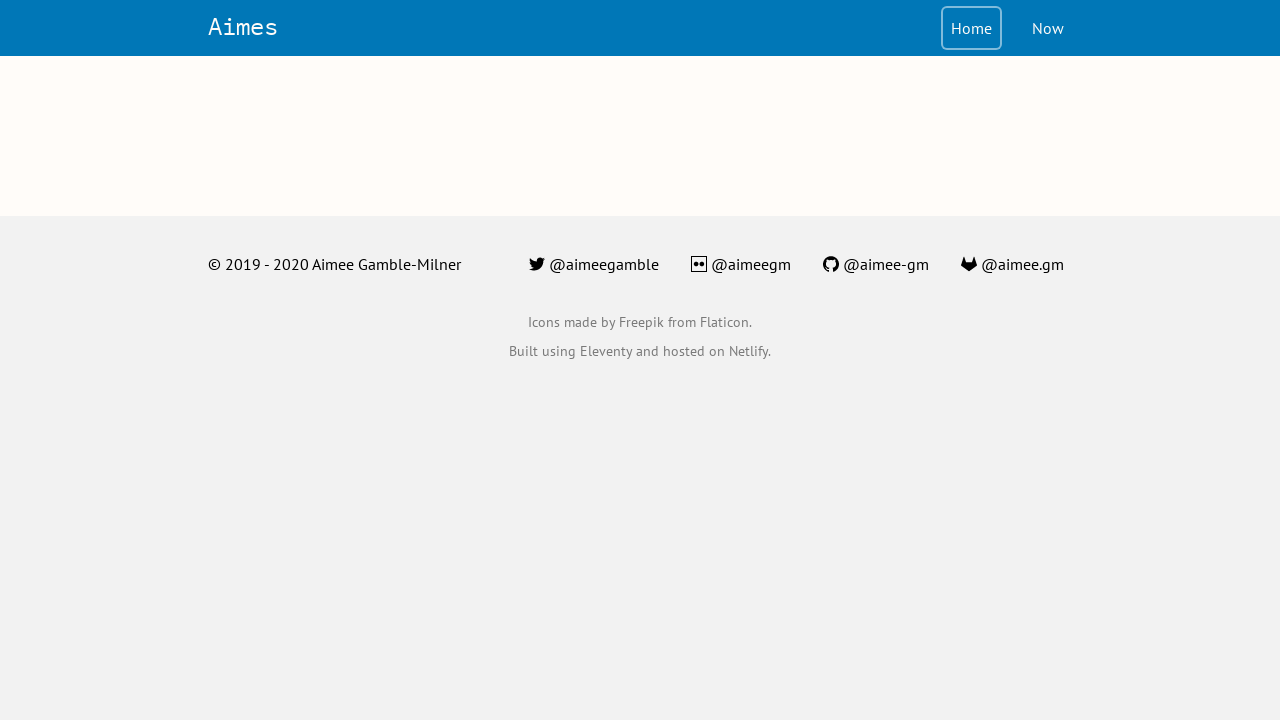 Aimes
Home
Now
© 2019 - 2020 Aimee Gamble-Milner
@aimeegamble
@aimeegm
@aimee-gm
@aimee.gm
Icons made by Freepik from Flaticon.
Built using Eleventy and hosted on Netlify.